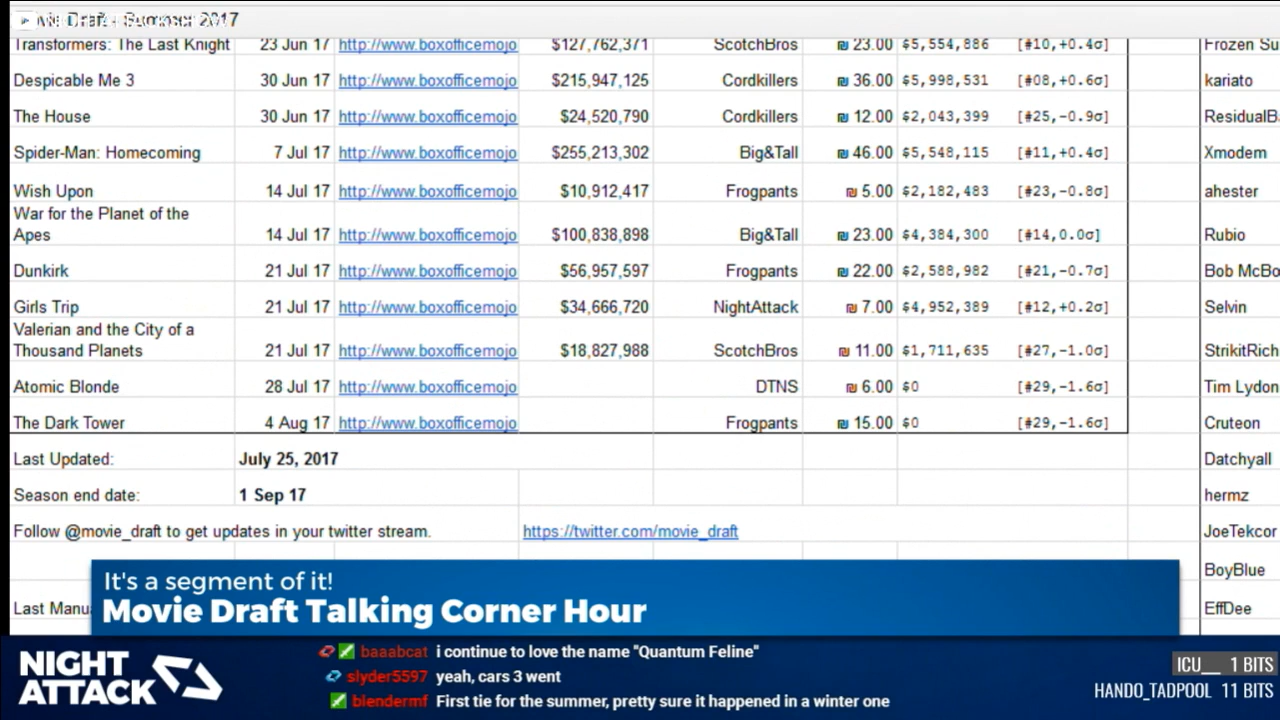 Movie Draft - Summer 2017
Transformers: The Last Knight 23 Jun 17 http://www.boxofficemojo $127,762,371 ScotchBros ₪ 23.00 $5,554,886 [#10,+0.4σ] Frozen Su
Despicable Me 3 30 Jun 17 http://www.boxofficemojo $215,947,125 Cordkillers ₪ 36.00 $5,998,531 [#08,+0.6σ] kariato
The House 30 Jun 17 http://www.boxofficemojo $24,520,790 Cordkillers ₪ 12.00 $2,043,399 [#25,-0.9σ] ResidualB
Spider-Man: Homecoming 7 Jul 17 http://www.boxofficemojo $255,213,302 Big&Tall ₪ 46.00 $5,548,115 [#11,+0.4σ] Xmodem
Wish Upon 14 Jul 17 http://www.boxofficemojo $10,912,417 Frogpants ₪ 5.00 $2,182,483 [#23,-0.8σ] ahester
War for the Planet of the
Apes 14 Jul 17 http://www.boxofficemojo $100,838,898 Big&Tall ₪ 23.00 $4,384,300 [#14,0.0σ] Rubio
Dunkirk 21 Jul 17 http://www.boxofficemojo $56,957,597 Frogpants ₪ 22.00 $2,588,982 [#21,-0.7σ] Bob McBo
Girls Trip 21 Jul 17 http://www.boxofficemojo $34,666,720 NightAttack ₪ 7.00 $4,952,389 [#12,+0.2σ] Selvin
Valerian and the City of a
Thousand Planets 21 Jul 17 http://www.boxofficemojo $18,827,988 ScotchBros ₪ 11.00 $1,711,635 [#27,-1.0σ] StrikitRich
Atomic Blonde 28 Jul 17 http://www.boxofficemojo DTNS ₪ 6.00 $0 [#29,-1.6σ] Tim Lydon
The Dark Tower 4 Aug 17 http://www.boxofficemojo Frogpants ₪ 15.00 $0 [#29,-1.6σ] Cruteon
Last Updated: July 25, 2017 Datchyall
Season end date: 1 Sep 17 hermz
Follow @movie_draft to get updates in your twitter stream. https://twitter.com/movie_draft JoeTekcor
BoyBlue
Last Manu EffDee
It's a segment of it!
Movie Draft Talking Corner Hour
NIGHT
ATTACK
baaabcat i continue to love the name "Quantum Feline"
slyder5597 yeah, cars 3 went
blendermf First tie for the summer, pretty sure it happened in a winter one
ICU__ 1 BITS
HANDO_TADPOOL 11 BITS